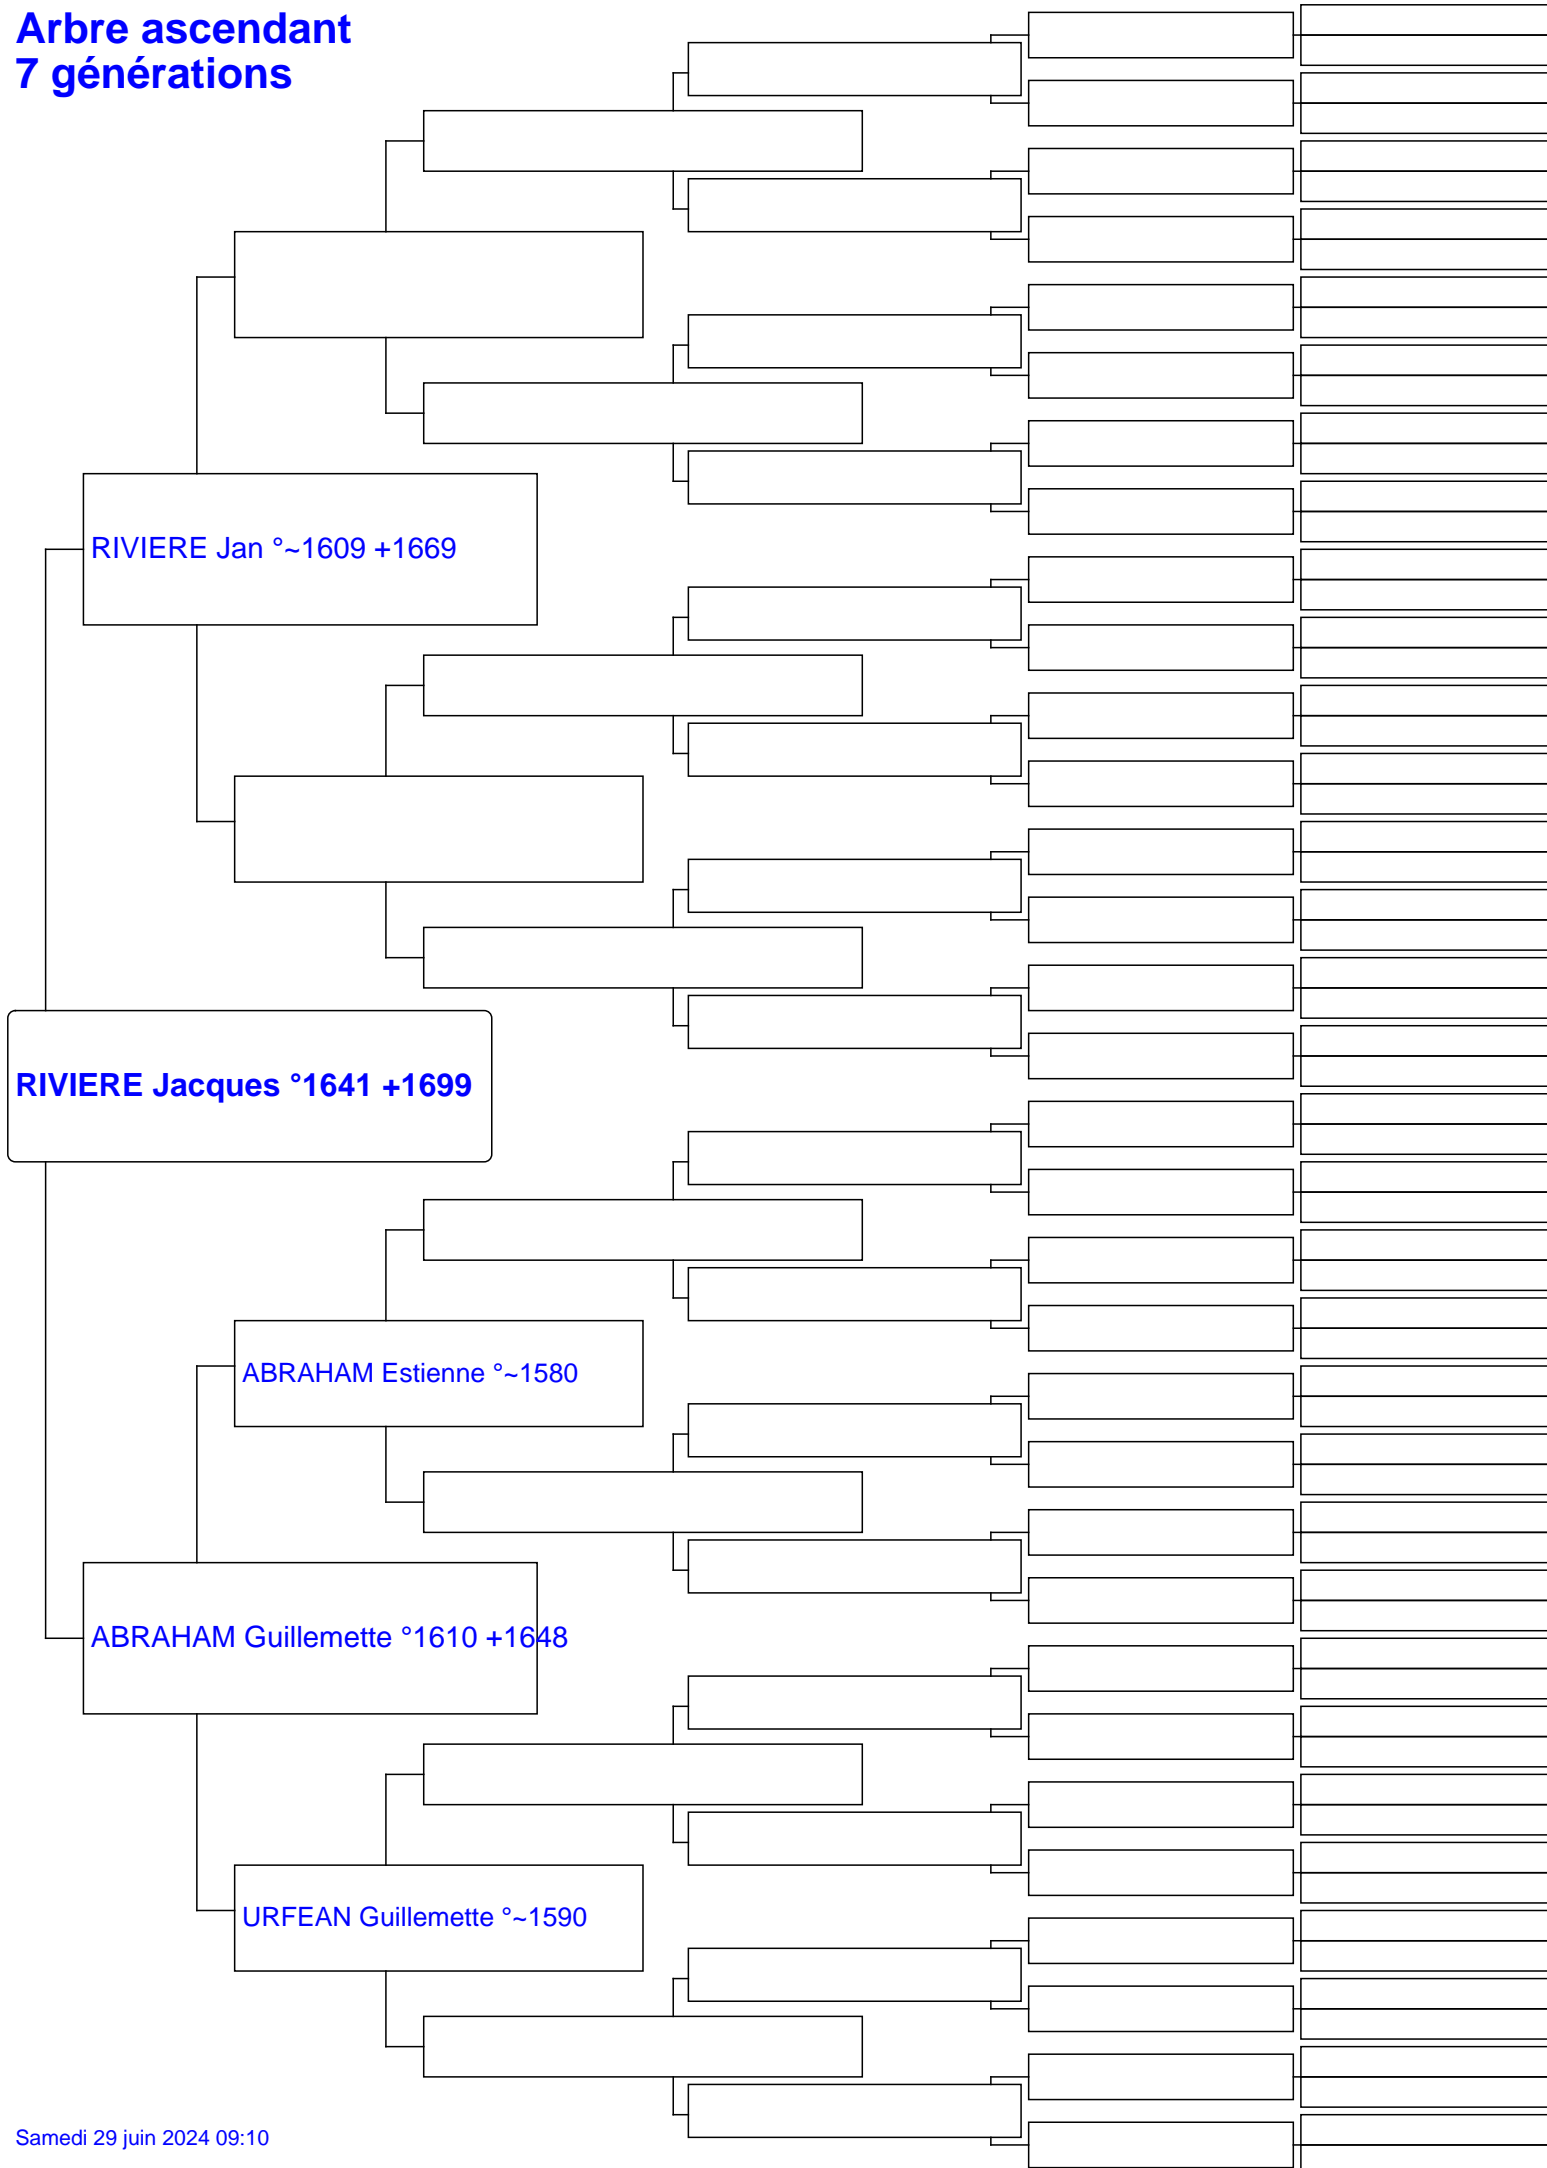 Arbre ascendant
7 générations
RIVIERE Jan °~1609 +1669
RIVIERE Jacques °1641 +1699
ABRAHAM Estienne °~1580
ABRAHAM Guillemette °1610 +1648
URFEAN Guillemette °~1590
Samedi 29 juin 2024 09:10